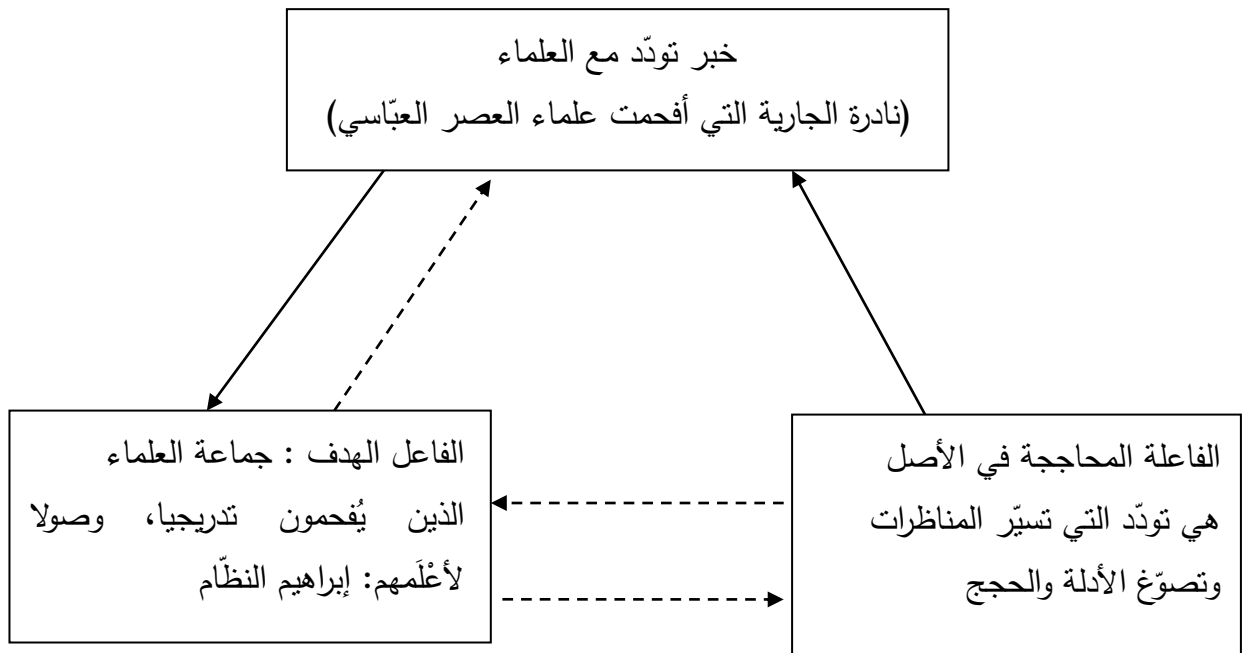 خبر تودّد مع العلماء
(نادرة الجارية التي أفحمت علماء العصر العبّاسي)
الفاعلة المحاججة في الأصل
هي تودّد التي تسيّر المناظرات
وتصوّغ الأدلة والحجج
الفاعل الهدف : جماعة العلماء
الذين يُفحمون تدريجيا، وصولا
لأعْلَمهم: إبراهيم النظّام